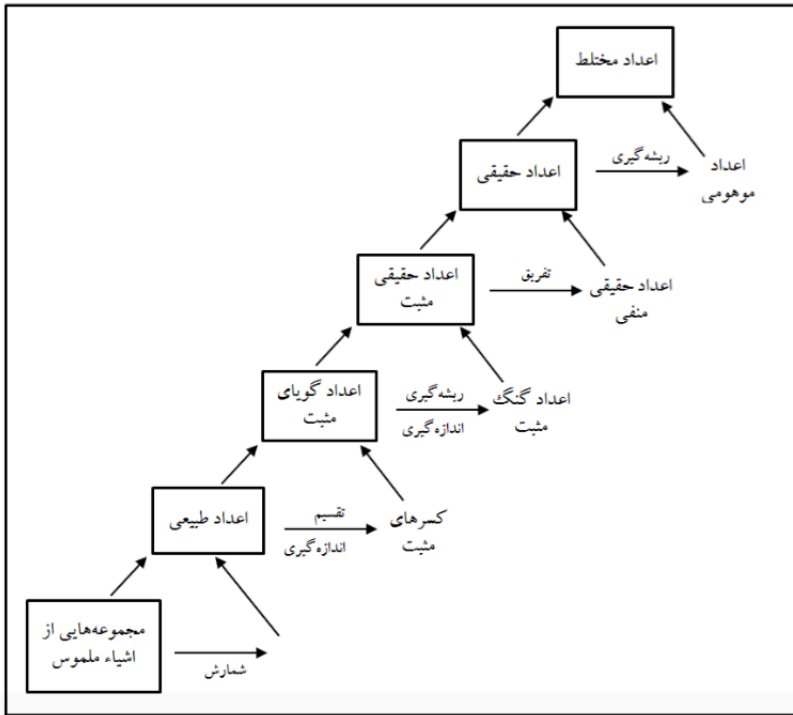 اعداد مختلط
اعداد حقیقی
ریشه‌گیری
اعداد
موهومی
اعداد حقیقی
مثبت
تفریق
اعداد حقیقی
منفی
اعداد گویای
مثبت
ریشه‌گیری
اندازه‌گیری
اعداد گنگ
مثبت
اعداد طبیعی
تقسیم
اندازه‌گیری
کسرهای
مثبت
مجموعه‌هایی از
اشیاء ملموس
شمارش